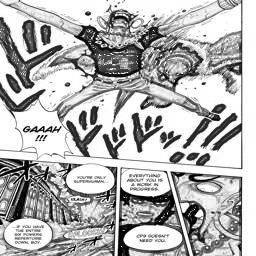 GAAAH
!!!
YOU'RE ONLY
SUPERHUMAN...
... IF YOU HAVE
THE ENTIRE
SIX POWERS
REPERTOIRE
DOWN, BOY.
EVERYTHING
ABOUT YOU IS
A WORK IN
PROGRESS.
CP9 DOESN'T
NEED YOU.